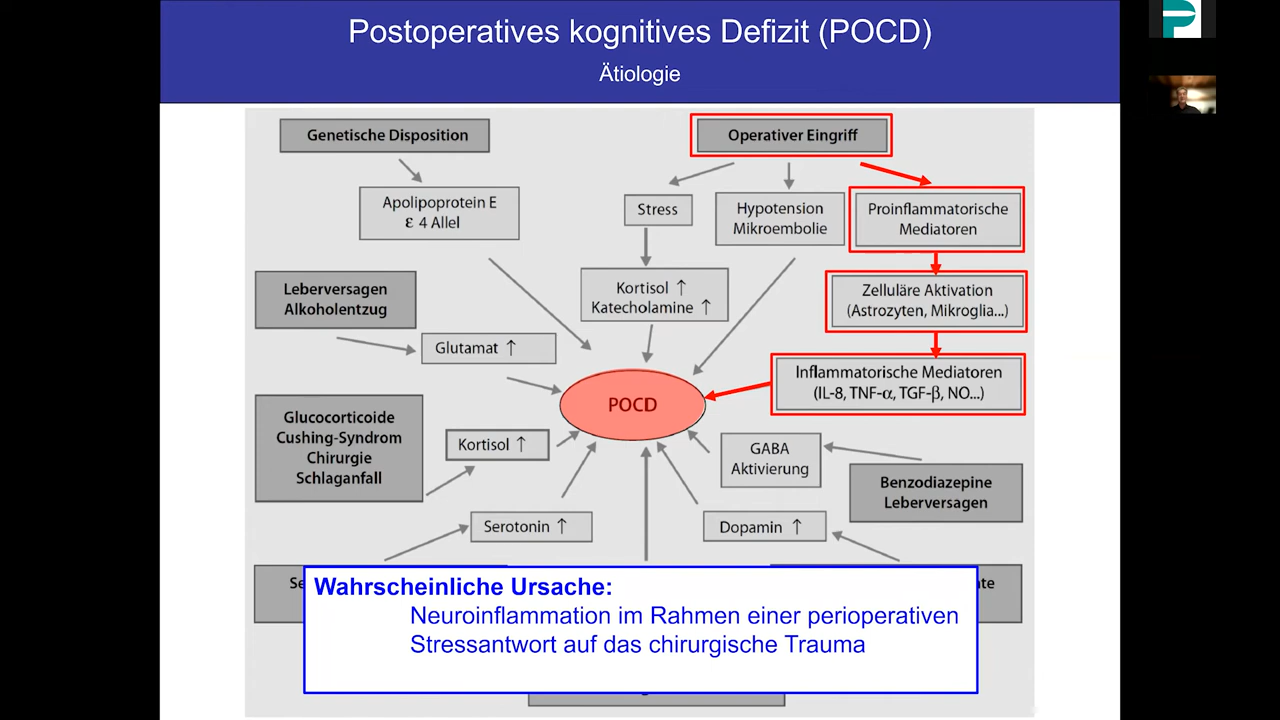 Postoperatives kognitives Defizit (POCD)
Ätiologie
Genetische Disposition
Operativer Eingriff
Apolipoprotein E
ε 4 Allel
Stress
Hypotension
Mikroembolie
Proinflammatorische
Mediatoren
Leberversagen
Alkoholentzug
Kortisol ↑
Katecholamine ↑
Zelluläre Aktivation
(Astrozyten, Mikroglia...)
Glutamat ↑
Inflammatorische Mediatoren
(IL-8, TNF-α, TGF-β, NO...)
POCD
Glucocorticoide
Cushing-Syndrom
Chirurgie
Schlaganfall
Kortisol ↑
GABA
Aktivierung
Benzodiazepine
Leberversagen
Serotonin ↑
Dopamin ↑
Wahrscheinliche Ursache:
Neuroinflammation im Rahmen einer perioperativen
Stressantwort auf das chirurgische Trauma